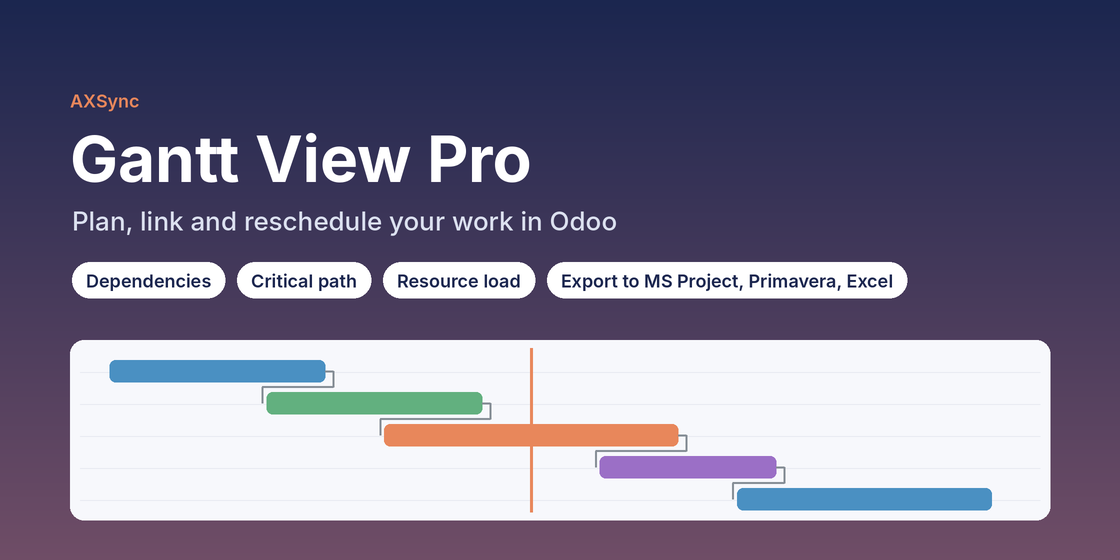 AXSync
Gantt View Pro
Plan, link and reschedule your work in Odoo
Dependencies Critical path Resource load Export to MS Project, Primavera, Excel